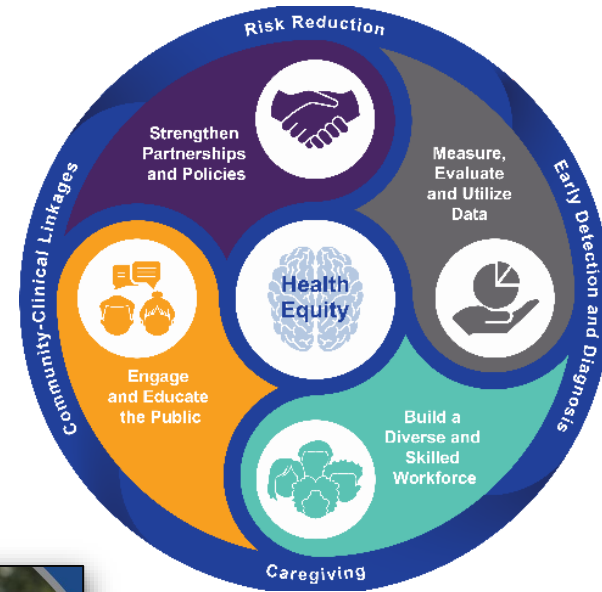 Risk Reduction
Strengthen
Partnerships
and Policies
Measure,
Evaluate
and Utilize
Data
Community-Clinical Linkages
Early Detection and Diagnosis
Health
Equity
Engage
and Educate
the Public
Build a
Diverse and
Skilled
Workforce
Caregiving